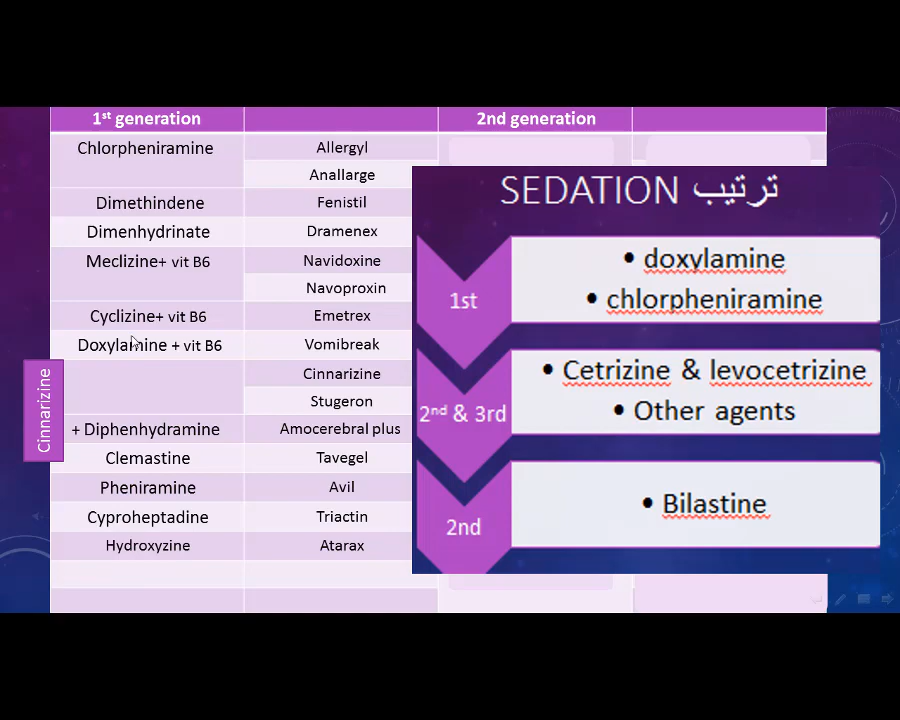 1st generation 2nd generation
Chlorpheniramine Allergyl
Anallarge
Dimethindene Fenistil
Dimenhydrinate Dramenex
Meclizine+ vit B6 Navidoxine
Navoproxin
Cyclizine+ vit B6 Emetrex
Doxylamine + vit B6 Vomibreak
Cinnarizine
Cinnarizine
Stugeron
+ Diphenhydramine Amocerebral plus
Clemastine Tavegel
Pheniramine Avil
Cyproheptadine Triactin
Hydroxyzine Atarax
ترتيب SEDATION
1st
• doxylamine
• chlorpheniramine
2nd & 3rd
• Cetrizine & levocetrizine
• Other agents
2nd
• Bilastine